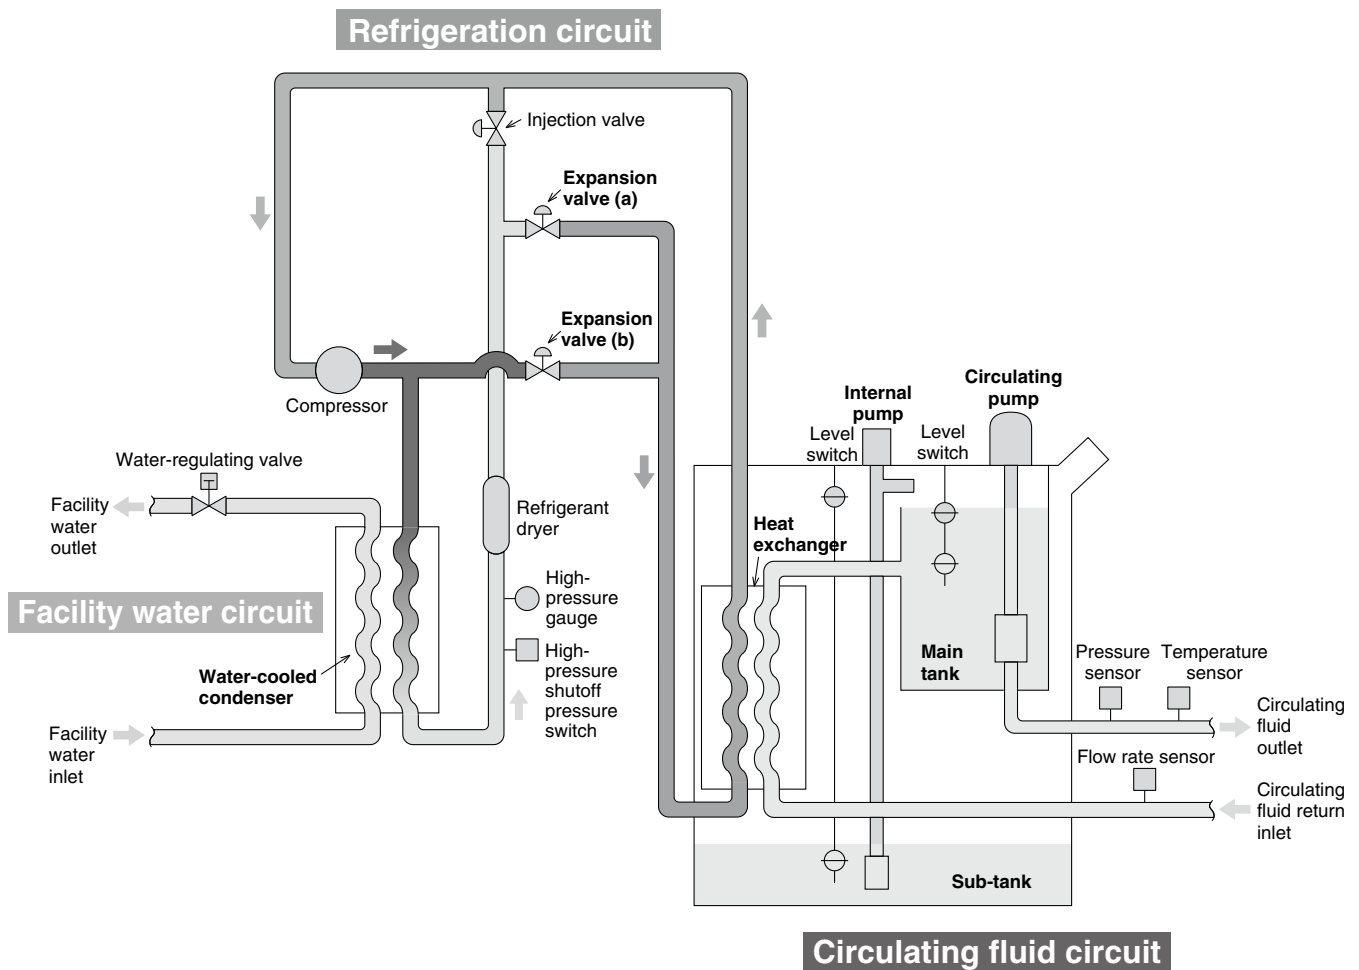 Refrigeration circuit
Injection valve
Expansion
valve (a)
Expansion
valve (b)
Compressor
Circulating
pump
Internal
pump
Level
switch
Level
switch
Water-regulating valve
Facility
water
outlet
Refrigerant
dryer
Heat
exchanger
High-
pressure
gauge
Facility water circuit
High-
pressure
shutoff
pressure
switch
Water-cooled
condenser
Main
tank
Pressure
sensor
Temperature
sensor
Circulating
fluid
outlet
Facility
water
inlet
Flow rate sensor
Circulating
fluid return
inlet
Sub-tank
Circulating fluid circuit